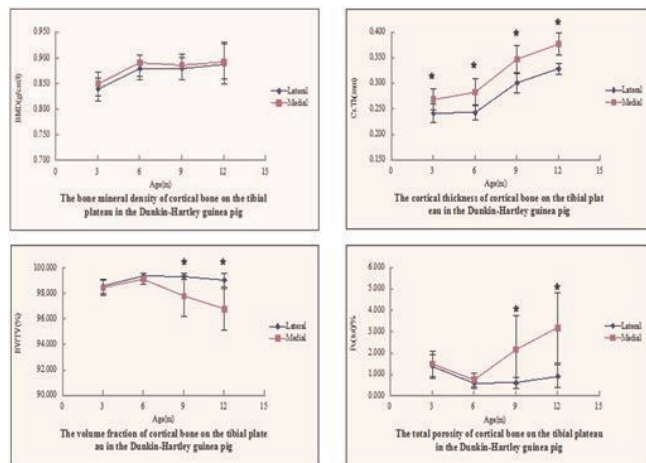 BMD(g/cm3)
0.950
0.900
0.850
0.800
0.750
0.700
0 3 6 9 12 15
Age(m)
Lateral
Medial
The bone mineral density of cortical bone on the tibial
plateau in the Dunkin-Hartley guinea pig
Cr.Th(mm)
0.400
0.350
0.300
0.250
0.200
0.150
* * * *
0 3 6 9 12 15
Age(m)
Lateral
Medial
The cortical thickness of cortical bone on the tibial plat
eau in the Dunkin-Hartley guinea pig
BV/TV(%)
100.000
98.000
96.000
94.000
92.000
90.000
* *
0 3 6 9 12 15
Age(m)
Lateral
Medial
The volume fraction of cortical bone on the tibial plate
au in the Dunkin-Hartley guinea pig
Po(tot)%
6.000
5.000
4.000
3.000
2.000
1.000
0.000
* *
0 3 6 9 12 15
Age(m)
Lateral
Medial
The total porosity of cortical bone on the tibial plateau
in the Dunkin-Hartley guinea pig